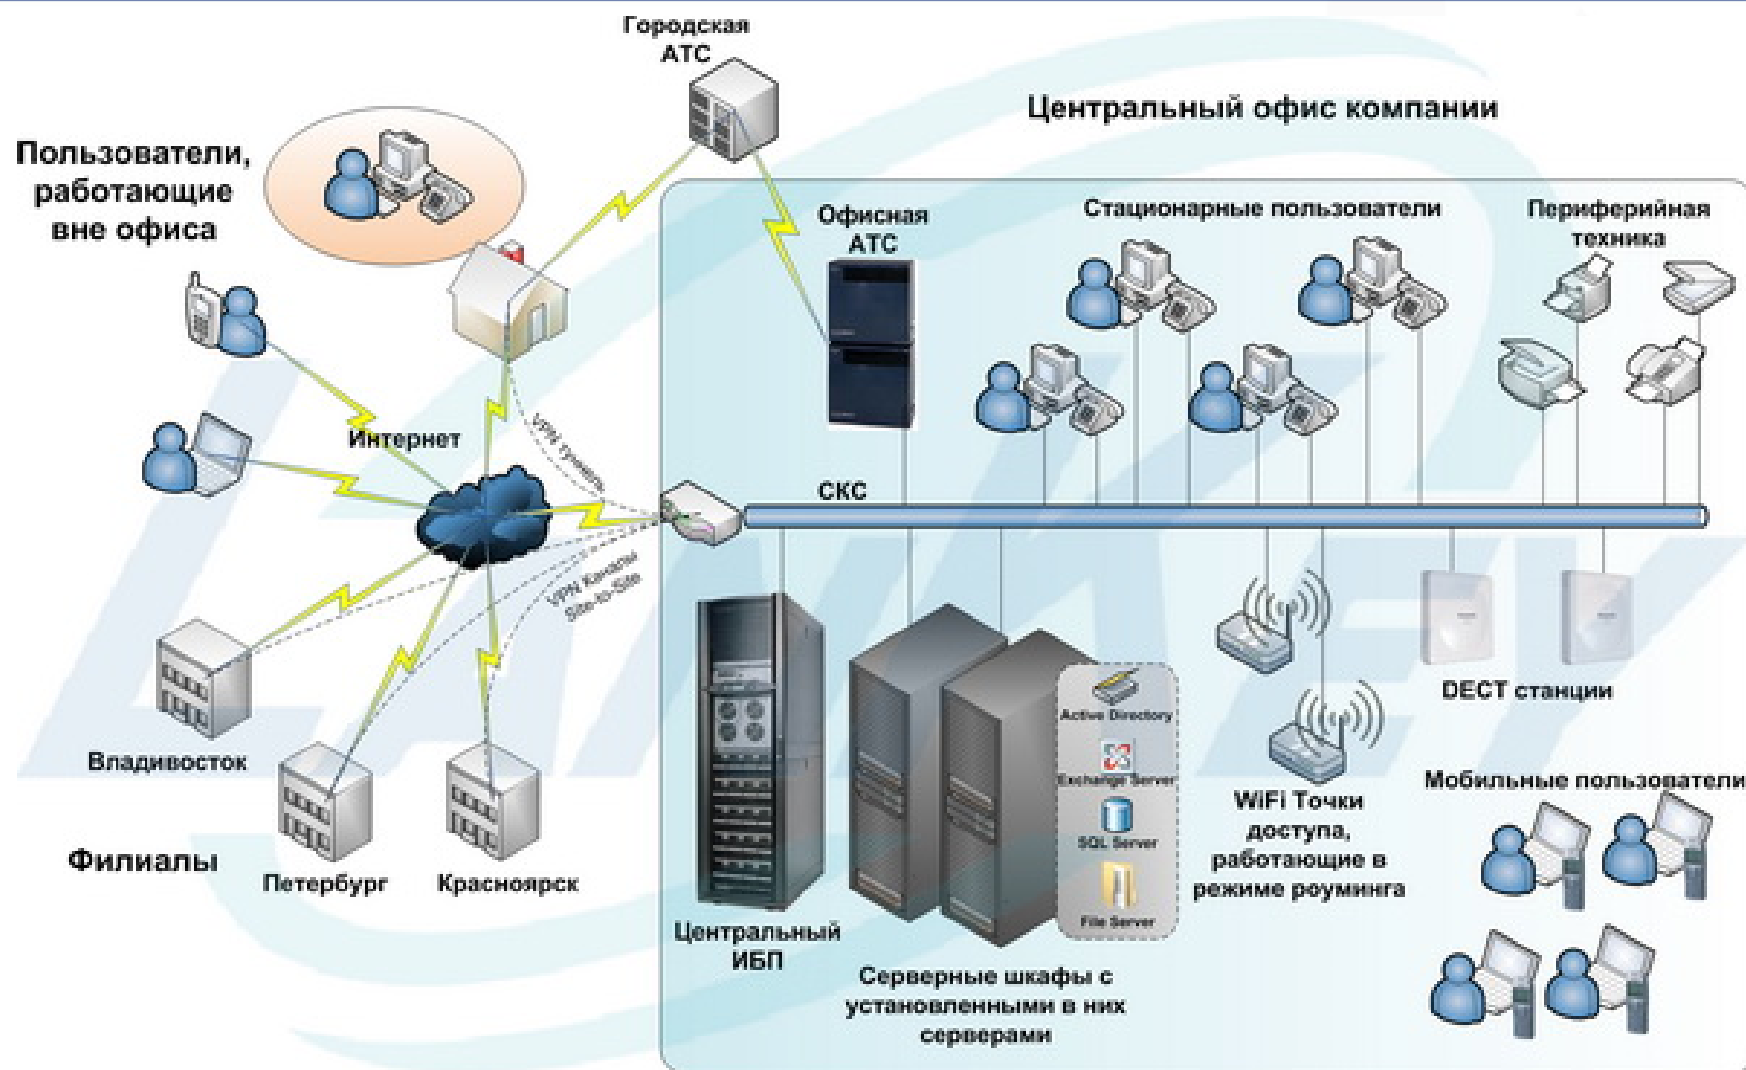 Городская
АТС
Центральный офис компании
Пользователи,
работающие
вне офиса
Офисная
АТС
Стационарные пользователи
Периферийная
техника
Интернет
VPN туннель
СКС
VPN Каналы
Site-to-Site
Владивосток
Филиалы
Петербург
Красноярск
Центральный
ИБП
Серверные шкафы с
установленными в них
серверами
Active Directory
Exchange Server
SQL Server
File Server
WiFi Точки
доступа,
работающие в
режиме роуминга
DECT станции
Мобильные пользователи
LANKEY